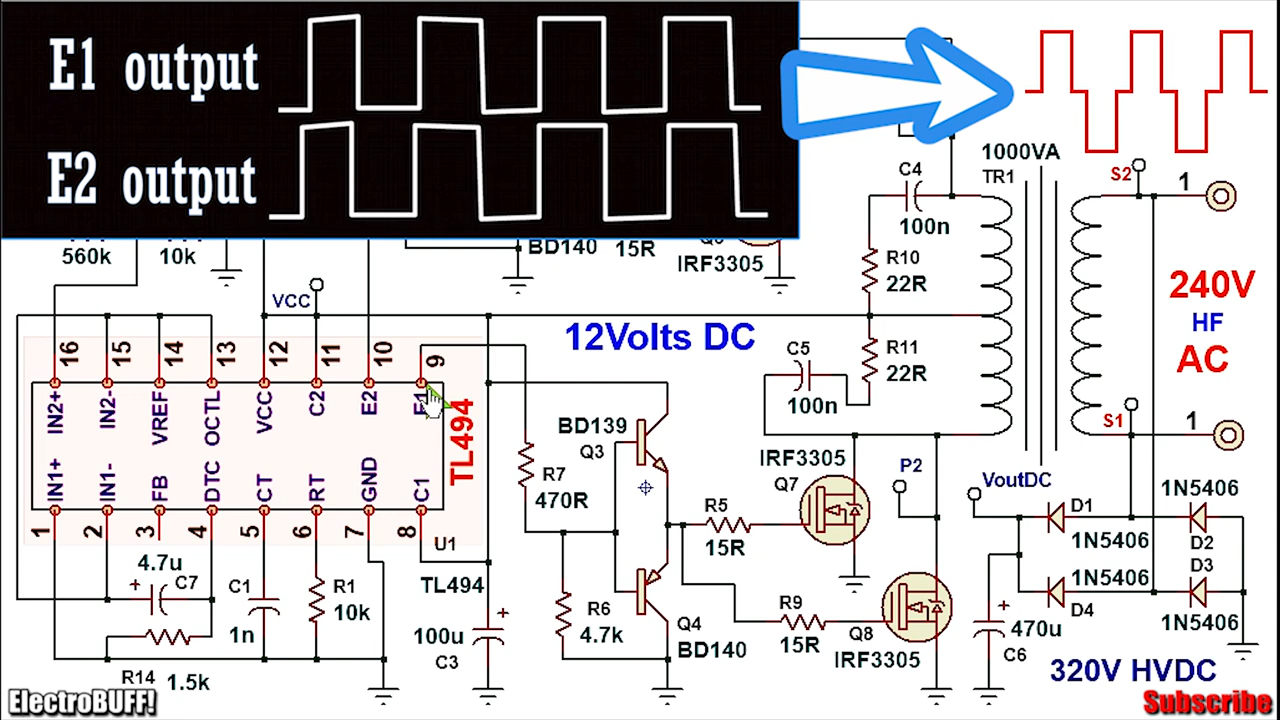 E1 output
E2 output
1000VA
TR1
C4
100n
S2
1
560k
10k
BD140
15R
IRF3305
R10
22R
240V
HF
AC
VCC
12Volts DC
16
15
14
13
12
11
10
9
IN2+
IN2-
VREF
OCTL
VCC
C2
E2
E1
TL494
C5
100n
R11
22R
BD139
Q3
S1
1
IN1+
IN1-
FB
DTC
CT
RT
GND
C1
1
2
3
4
5
6
7
8
U1
TL494
R7
470R
IRF3305
Q7
P2
VoutDC
1N5406
D1
1N5406
D2
R5
15R
4.7u
+
C7
C1
1n
R1
10k
D3
1N5406
D4
1N5406
R6
4.7k
Q4
BD140
R9
15R
Q8
IRF3305
+
100u
C3
+
470u
C6
R14
1.5k
320V HVDC
ElectroBUFF!
Subscribe